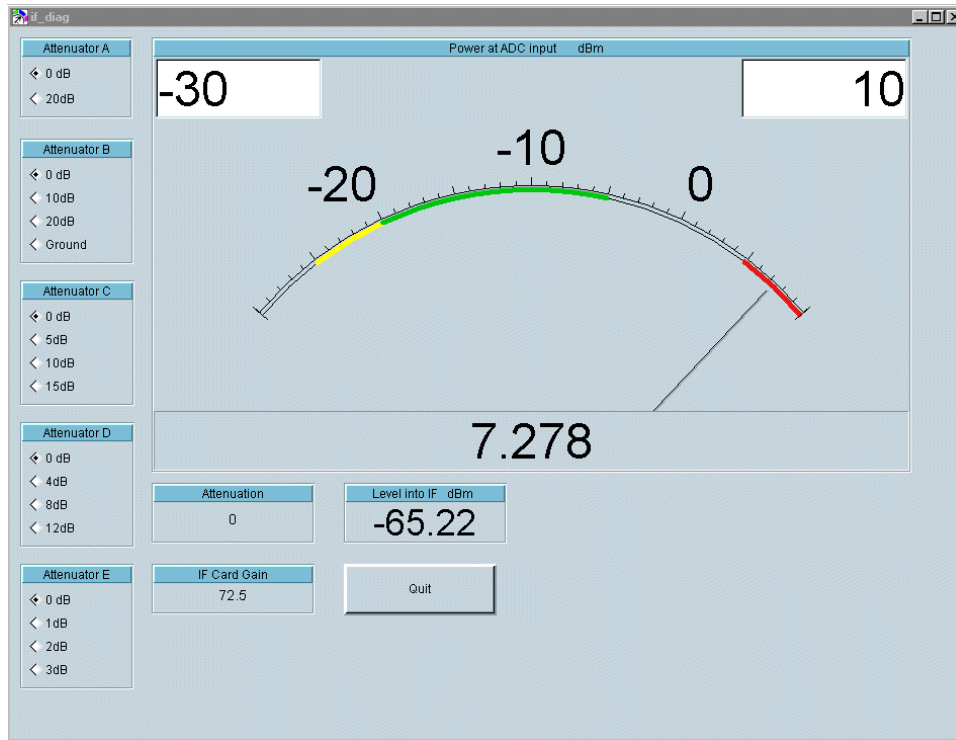 if_diag
Attenuator A
0 dB
20dB
Attenuator B
0 dB
10dB
20dB
Ground
Attenuator C
0 dB
5dB
10dB
15dB
Attenuator D
0 dB
4dB
8dB
12dB
Attenuator E
0 dB
1dB
2dB
3dB
Power at ADC input dBm
-30 10
-20 -10 0
7.278
Attenuation
0
Level into IF dBm
-65.22
IF Card Gain
72.5
Quit